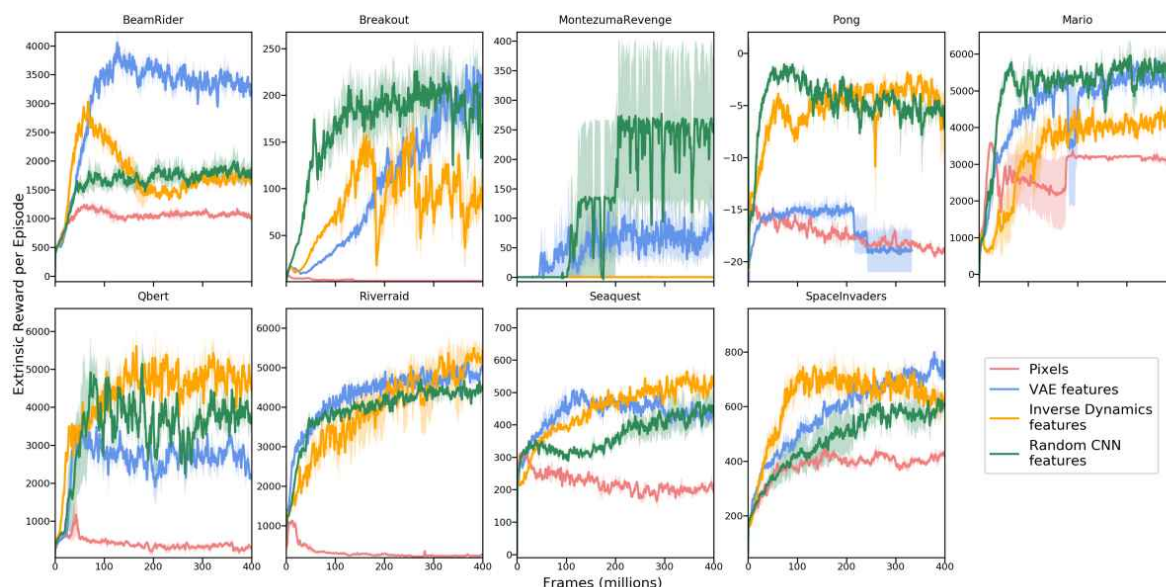 BeamRider
Breakout
MontezumaRevenge
Pong
Mario
4000
3500
3000
2500
2000
1500
1000
500
0
250
200
150
100
50
400
350
300
250
200
150
100
50
0
0
−5
−10
−15
−20
6000
5000
4000
3000
2000
1000
0
Extrinsic Reward per Episode
Qbert
Riverraid
Seaquest
SpaceInvaders
6000
5000
4000
3000
2000
1000
0 100 200 300 400
6000
5000
4000
3000
2000
1000
0 100 200 300 400
800
700
600
500
400
300
200
100
0
0 100 200 300 400
800
600
400
200
0 100 200 300 400
Frames (millions)
Pixels
VAE features
Inverse Dynamics
features
Random CNN
features